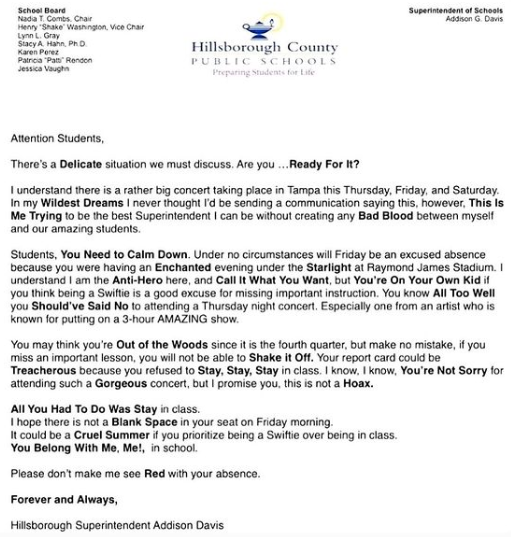 School Board
Nadia T. Combs, Chair
Henry "Shake" Washington, Vice Chair
Lynn L. Gray
Stacy A. Hahn, Ph.D.
Karen Perez
Patricia "Patti" Rendon
Jessica Vaughn
Hillsborough County
PUBLIC SCHOOLS
Preparing Students for Life
Superintendent of Schools
Addison G. Davis
Attention Students,
There's a Delicate situation we must discuss. Are you …Ready For It?
I understand there is a rather big concert taking place in Tampa this Thursday, Friday, and Saturday.
In my Wildest Dreams I never thought I'd be sending a communication saying this, however, This Is
Me Trying to be the best Superintendent I can be without creating any Bad Blood between myself
and our amazing students.
Students, You Need to Calm Down. Under no circumstances will Friday be an excused absence
because you were having an Enchanted evening under the Starlight at Raymond James Stadium. I
understand I am the Anti-Hero here, and Call It What You Want, but You're On Your Own Kid if
you think being a Swiftie is a good excuse for missing important instruction. You know All Too Well
you Should've Said No to attending a Thursday night concert. Especially one from an artist who is
known for putting on a 3-hour AMAZING show.
You may think you're Out of the Woods since it is the fourth quarter, but make no mistake, if you
miss an important lesson, you will not be able to Shake it Off. Your report card could be
Treacherous because you refused to Stay, Stay, Stay in class. I know, I know, You're Not Sorry for
attending such a Gorgeous concert, but I promise you, this is not a Hoax.
All You Had To Do Was Stay in class.
I hope there is not a Blank Space in your seat on Friday morning.
It could be a Cruel Summer if you prioritize being a Swiftie over being in class.
You Belong With Me, Me!, in school.
Please don't make me see Red with your absence.
Forever and Always,
Hillsborough Superintendent Addison Davis